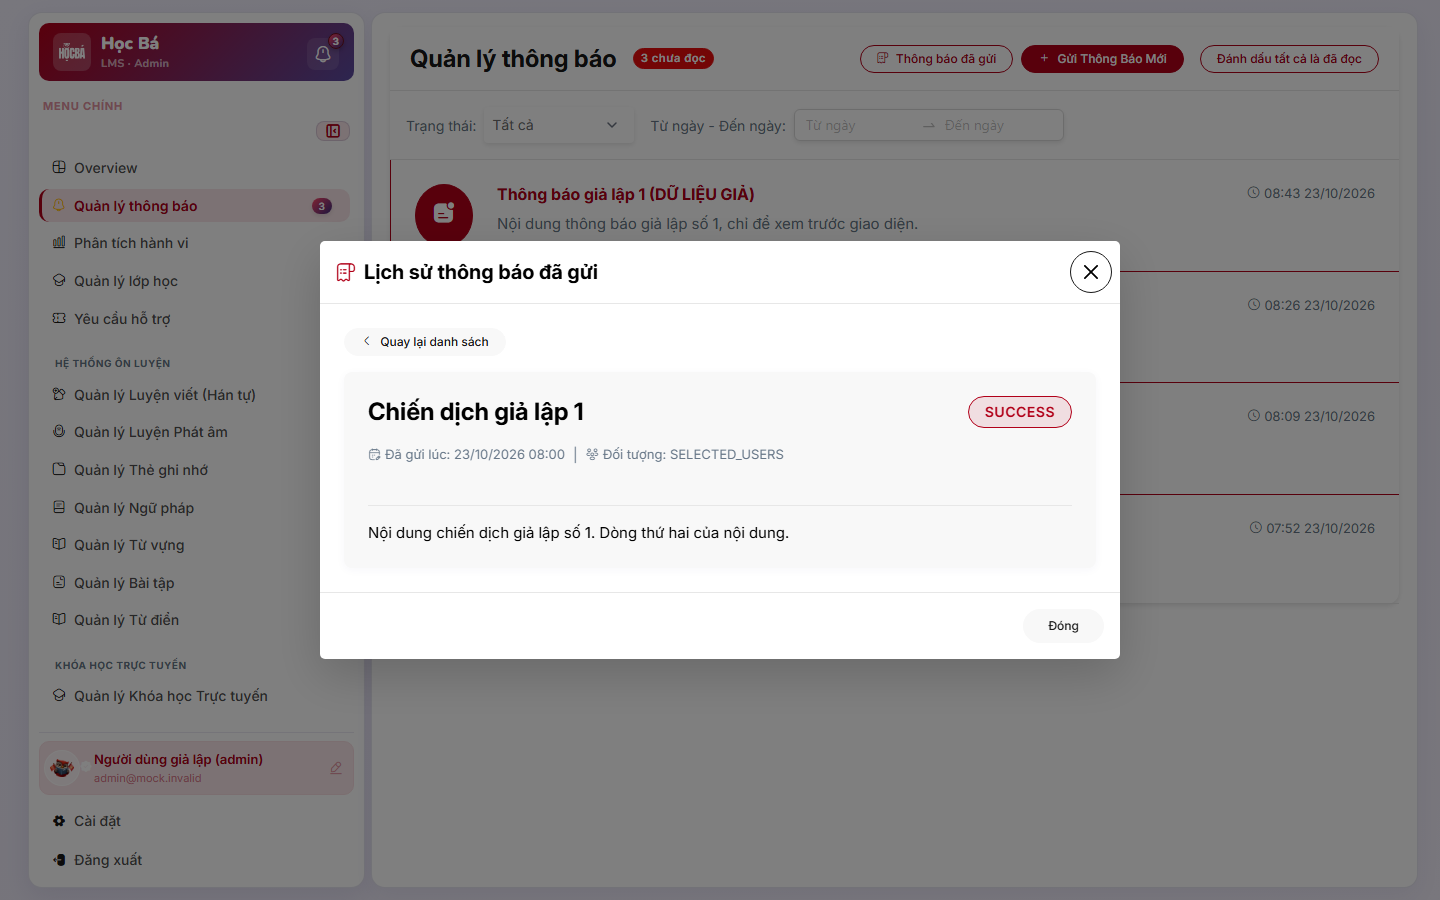 HỌCBÁ
Học Bá
LMS · Admin
3
MENU CHÍNH
Overview
Quản lý thông báo
3
Phân tích hành vi
Quản lý lớp học
Yêu cầu hỗ trợ
HỆ THỐNG ÔN LUYỆN
Quản lý Luyện viết (Hán tự)
Quản lý Luyện Phát âm
Quản lý Thẻ ghi nhớ
Quản lý Ngữ pháp
Quản lý Từ vựng
Quản lý Bài tập
Quản lý Từ điển
KHÓA HỌC TRỰC TUYẾN
Quản lý Khóa học Trực tuyến
Người dùng giả lập (admin)
admin@mock.invalid
Cài đặt
Đăng xuất
Quản lý thông báo
3 chưa đọc
Thông báo đã gửi
+ Gửi Thông Báo Mới
Đánh dấu tất cả là đã đọc
Trạng thái: Tất cả
Từ ngày - Đến ngày: Từ ngày → Đến ngày
Thông báo giả lập 1 (DỮ LIỆU GIẢ)
08:43 23/10/2026
Nội dung thông báo giả lập số 1, chỉ để xem trước giao diện.
08:26 23/10/2026
08:09 23/10/2026
07:52 23/10/2026
Lịch sử thông báo đã gửi
Quay lại danh sách
Chiến dịch giả lập 1
SUCCESS
Đã gửi lúc: 23/10/2026 08:00 | Đối tượng: SELECTED_USERS
Nội dung chiến dịch giả lập số 1. Dòng thứ hai của nội dung.
Đóng